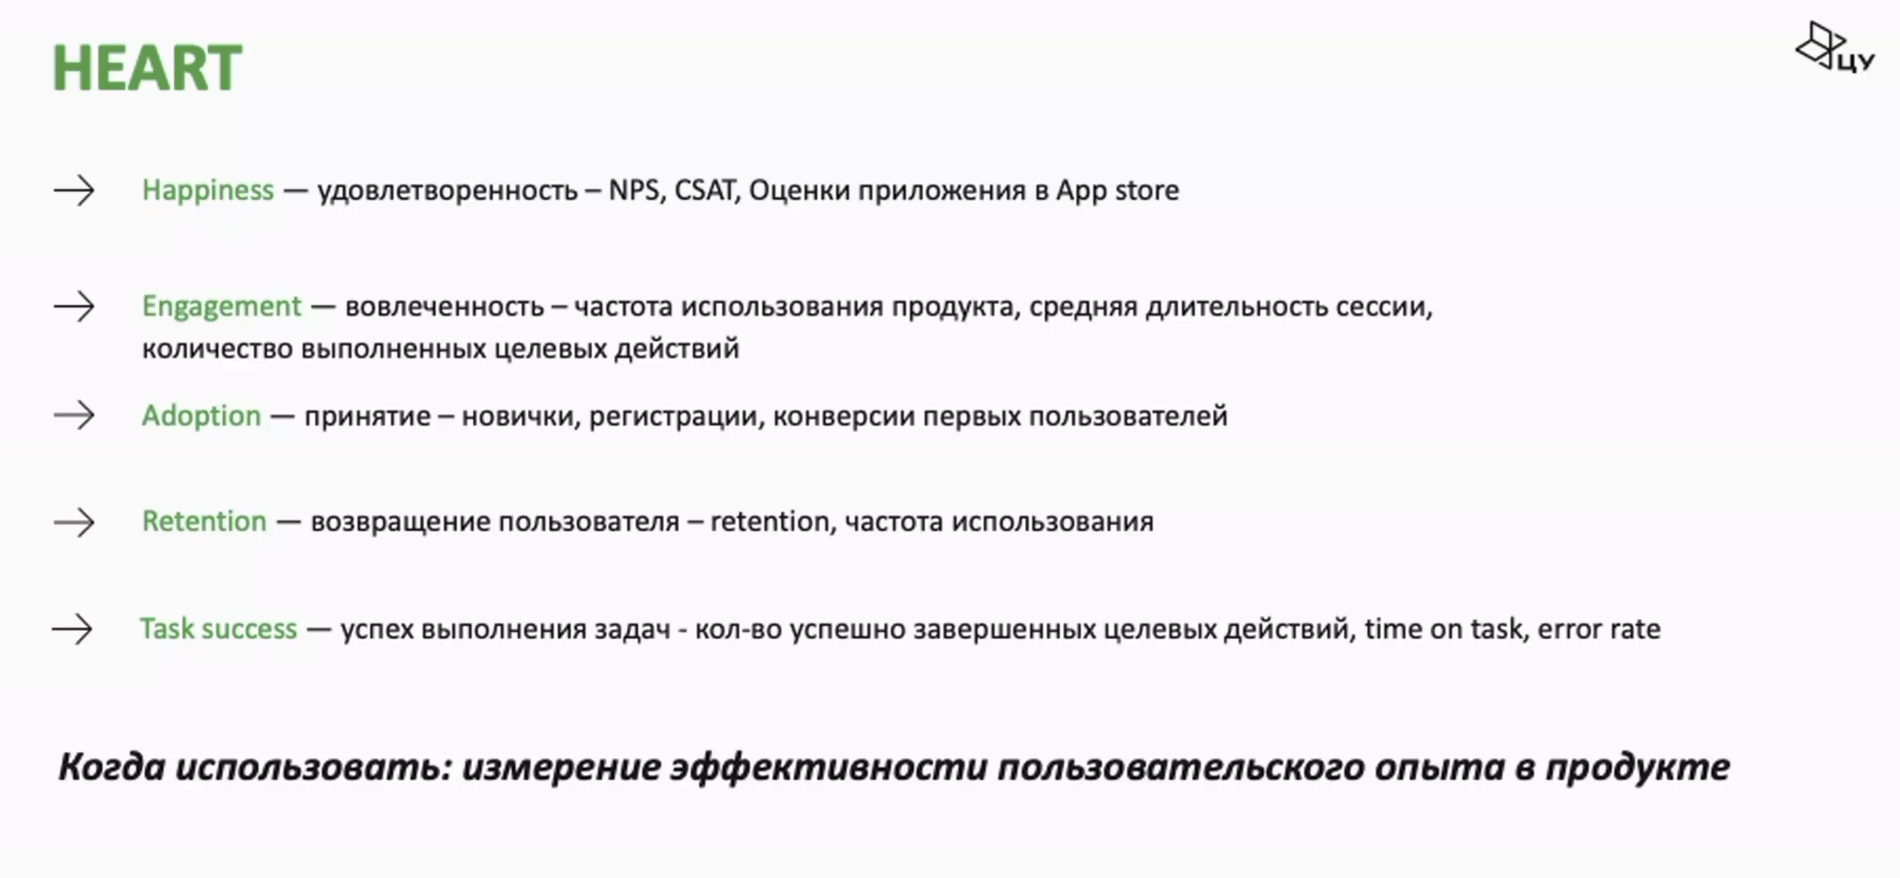 HEART
ЦУ
Happiness — удовлетворенность – NPS, CSAT, Оценки приложения в App store
Engagement — вовлеченность – частота использования продукта, средняя длительность сессии,
количество выполненных целевых действий
Adoption — принятие – новички, регистрации, конверсии первых пользователей
Retention — возвращение пользователя – retention, частота использования
Task success — успех выполнения задач - кол-во успешно завершенных целевых действий, time on task, error rate
Когда использовать: измерение эффективности пользовательского опыта в продукте